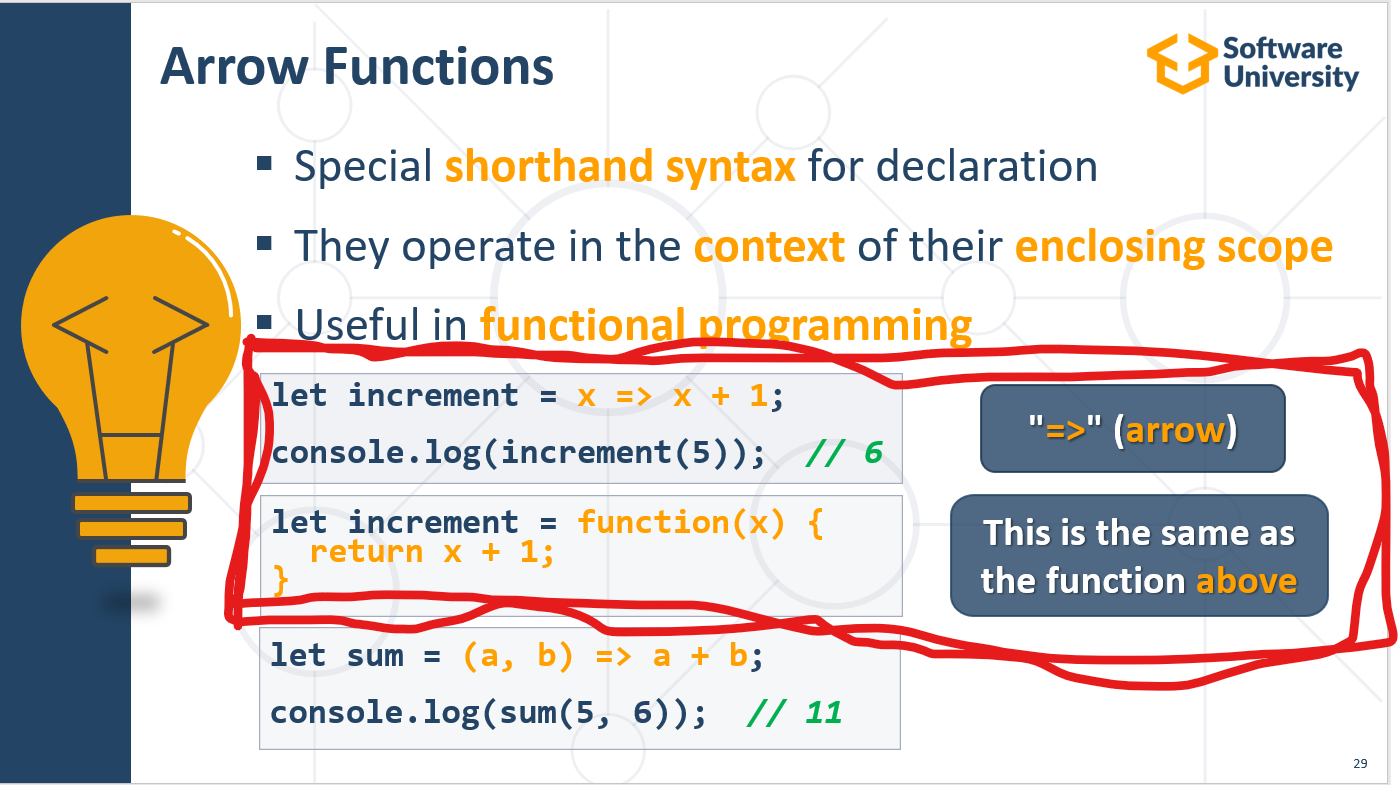 Arrow Functions
Software
University
▪ Special shorthand syntax for declaration
▪ They operate in the context of their enclosing scope
▪ Useful in functional programming
let increment = x => x + 1;
console.log(increment(5));  // 6
"=>" (arrow)
let increment = function(x) {
  return x + 1;
}
This is the same as
the function above
let sum = (a, b) => a + b;
console.log(sum(5, 6));  // 11
29